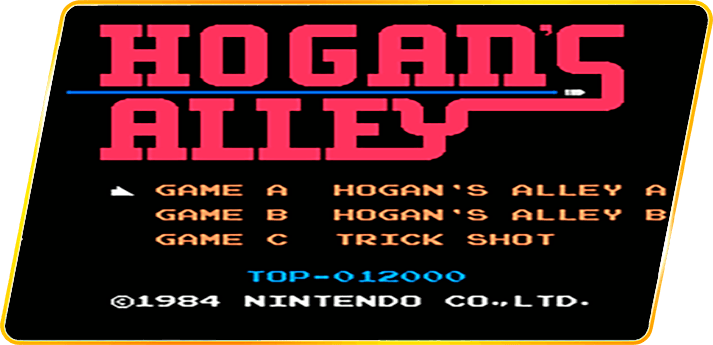 HOGAN'S
ALLEY
GAME A HOGAN'S ALLEY A
GAME B HOGAN'S ALLEY B
GAME C TRICK SHOT
TOP-012000
©1984 NINTENDO CO.,LTD.